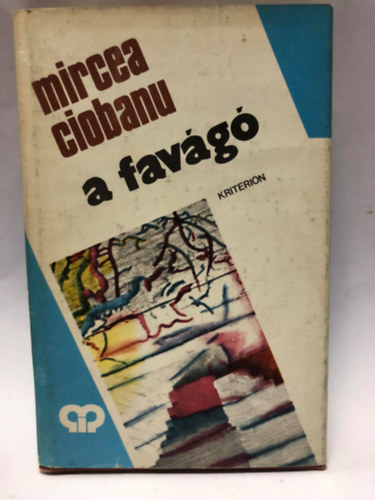 mircea
ciobanu
a favágó
KRITERION